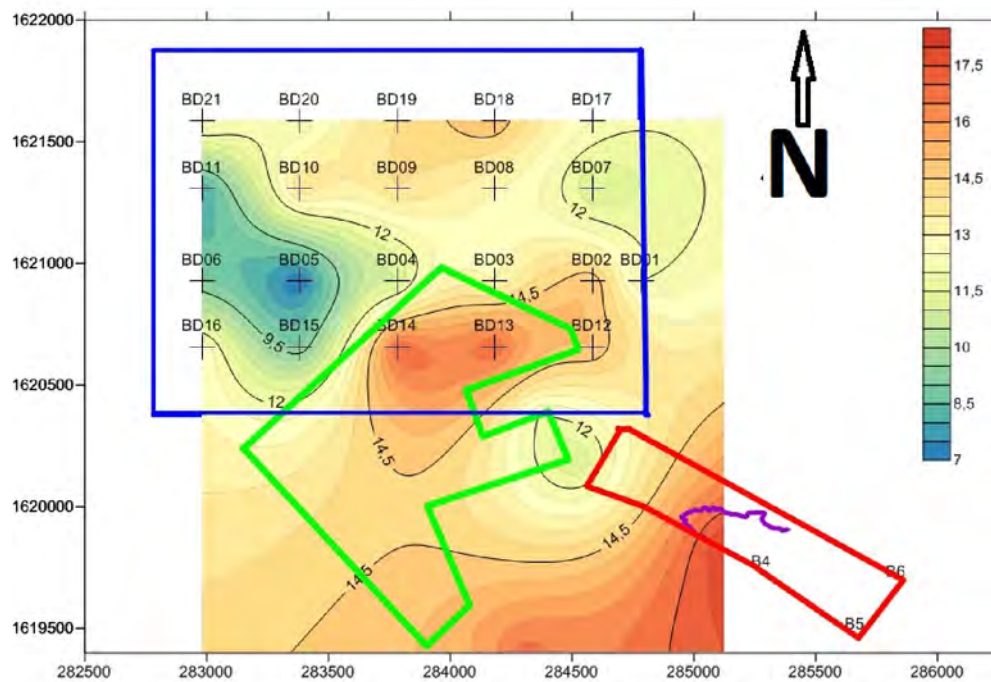 1622000
1621500
1621000
1620500
1620000
1619500
282500 283000 283500 284000 284500 285000 285500 286000
BD21 BD20 BD19 BD18 BD17
BD11 BD10 BD09 BD08 BD07
BD06 BD05 BD04 BD03 BD02 BD01
BD16 BD15 BD14 BD13 BD12
12
12
14,5
9,5
12
12
14,5
14,5
14,5
B4
B6
B5
N
17,5
16
14,5
13
11,5
10
8,5
7